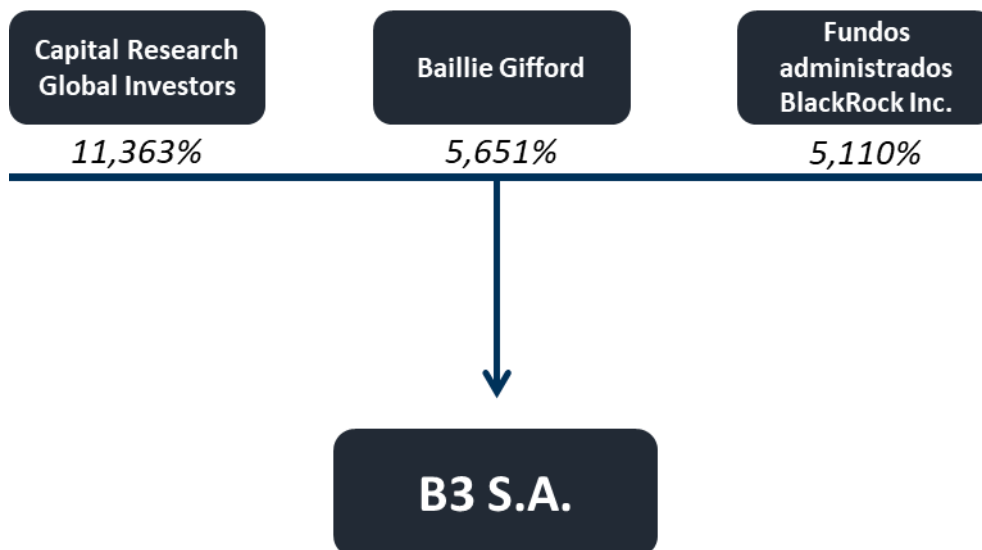 Capital Research
Global Investors
Baillie Gifford
Fundos
administrados
BlackRock Inc.
11,363%
5,651%
5,110%
B3 S.A.